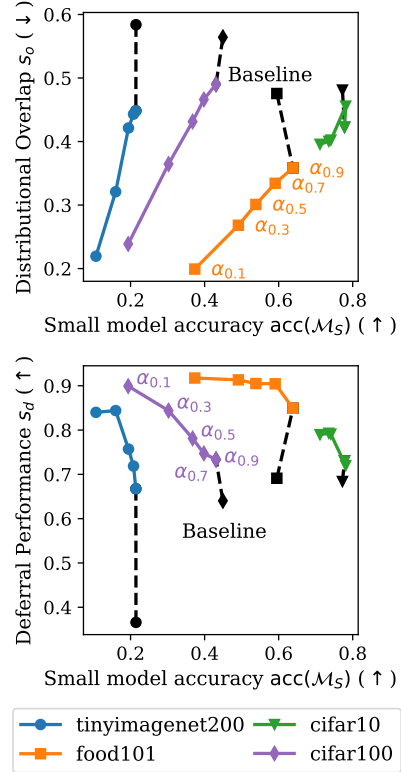 Distributional Overlap s_o (↓)
0.6
0.5
0.4
0.3
0.2
Baseline
α_0.9
α_0.7
α_0.5
α_0.3
α_0.1
0.2 0.4 0.6 0.8
Small model accuracy acc(𝓜_S) (↑)
Deferral Performance s_d (↑)
0.9
0.8
0.7
0.6
0.5
0.4
α_0.1
α_0.3
α_0.5
α_0.7 α_0.9
Baseline
0.2 0.4 0.6 0.8
Small model accuracy acc(𝓜_S) (↑)
tinyimagenet200 cifar10
food101 cifar100